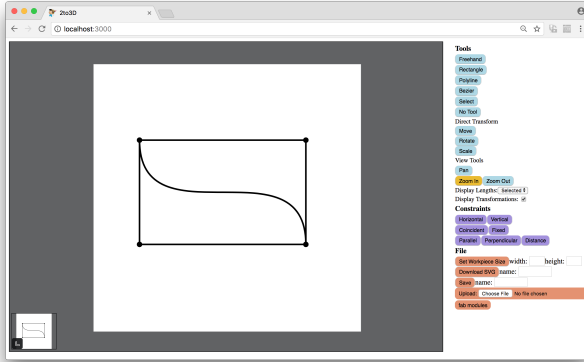 2to3D
localhost:3000
Tools
Freehand
Rectangle
Polyline
Bezier
Select
No Tool
Direct Transform
Move
Rotate
Scale
View Tools
Pan
Zoom In Zoom Out
Display Lengths: Selected
Display Transformations:
Constraints
Horizontal Vertical
Coincident Fixed
Parallel Perpendicular Distance
File
Set Workpiece Size width: height:
Download SVG name:
Save name:
Upload: Choose File No file chosen
fab modules